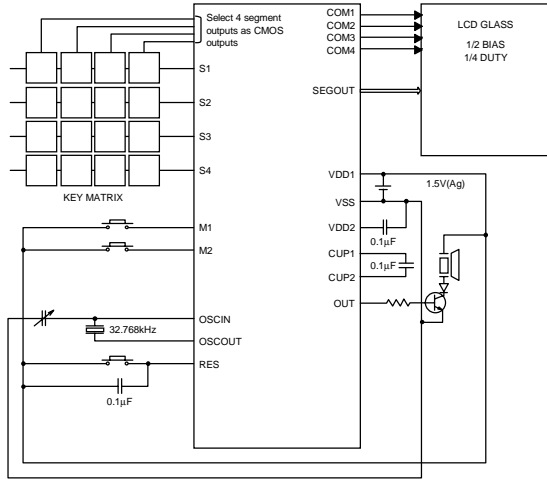 Select 4 segment
outputs as CMOS
outputs
COM1
COM2
COM3
COM4
SEGOUT
LCD GLASS
1/2 BIAS
1/4 DUTY
S1
S2
S3
S4
KEY MATRIX
VDD1
1.5V(Ag)
VSS
VDD2
0.1µF
CUP1
0.1µF
CUP2
OUT
M1
M2
OSCIN
32.768kHz
OSCOUT
RES
0.1µF